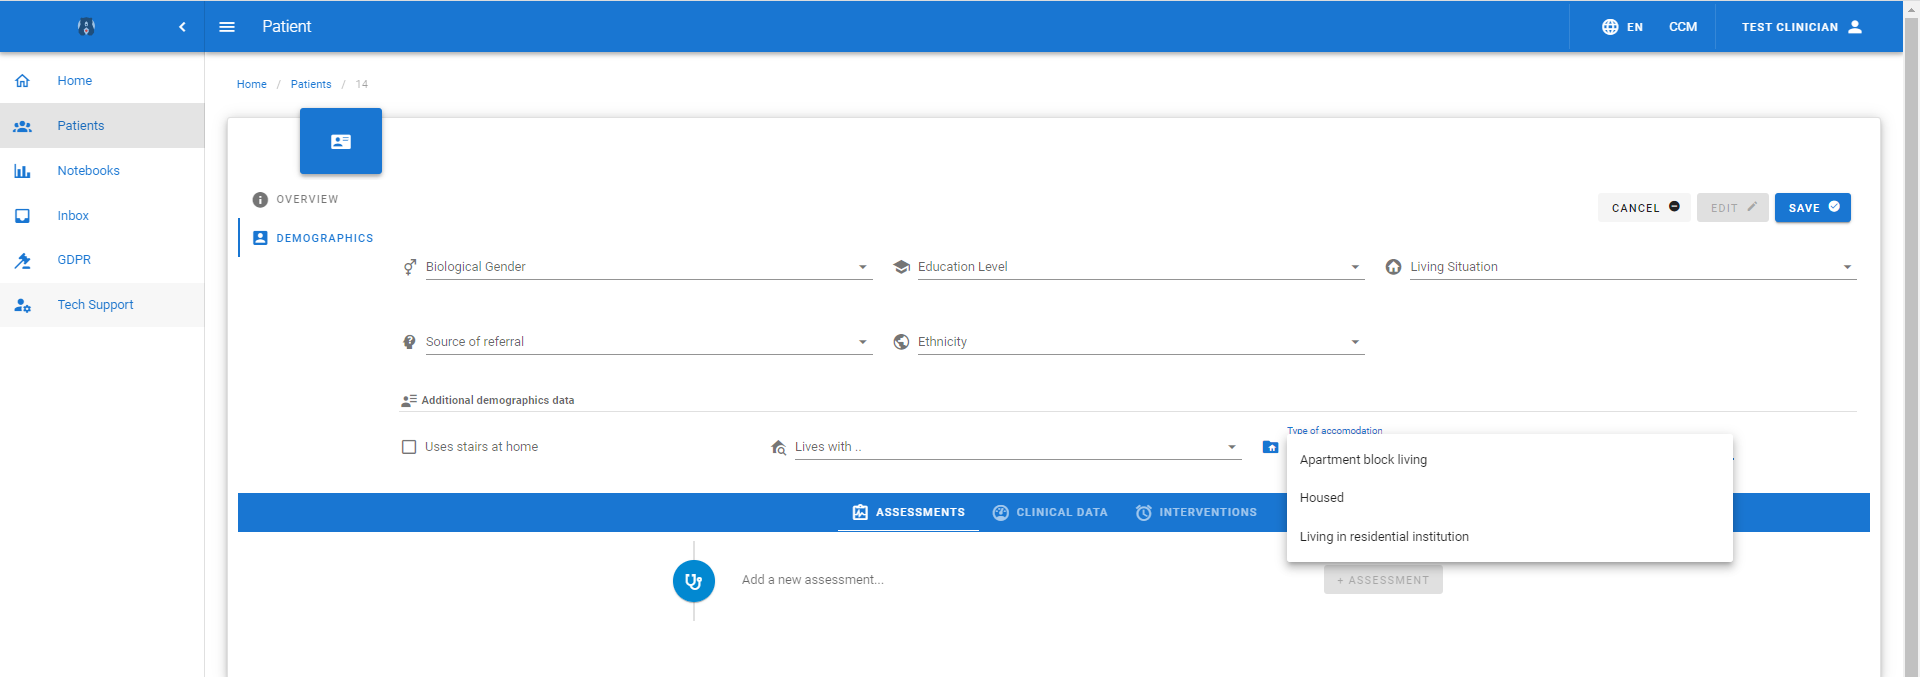 Patient
EN
CCM
TEST CLINICIAN
Home
Patients
Notebooks
Inbox
GDPR
Tech Support
Home / Patients / 14
OVERVIEW
DEMOGRAPHICS
CANCEL
EDIT
SAVE
Biological Gender
Education Level
Living Situation
Source of referral
Ethnicity
Additional demographics data
Uses stairs at home
Lives with ..
Type of accomodation
Apartment block living
Housed
Living in residential institution
ASSESSMENTS
CLINICAL DATA
INTERVENTIONS
Add a new assessment...
+ ASSESSMENT